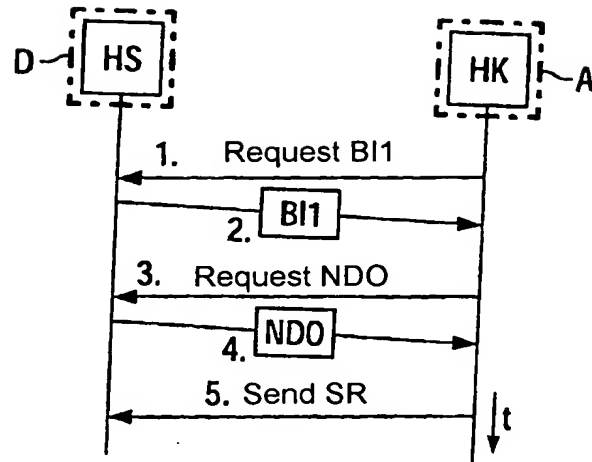 D HS HK A
1. Request BI1
2. BI1
3. Request NDO
4. NDO
5. Send SR
t